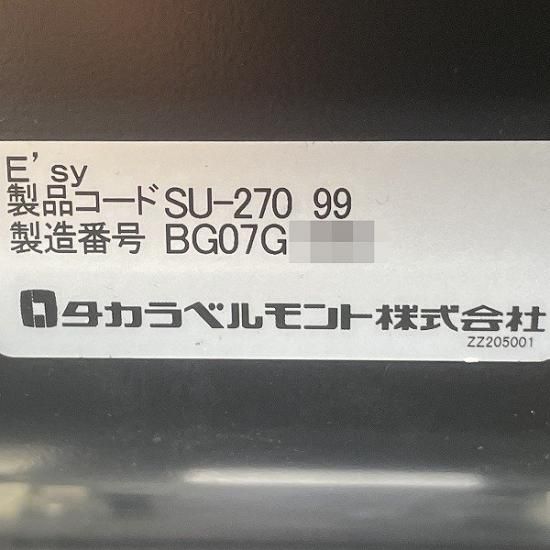 E'sy
製品コード SU-270 99
製造番号 BG07G
タカラベルモント株式会社
ZZ205001